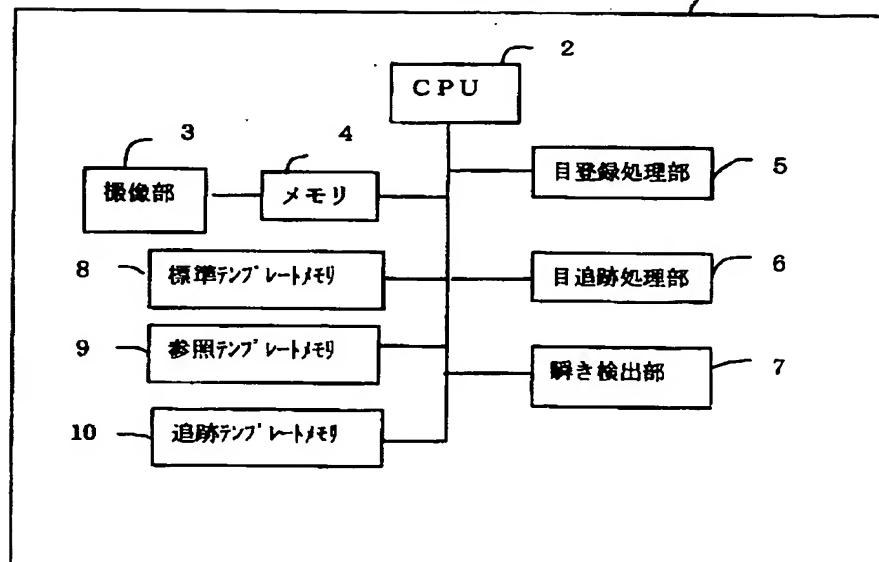 2
CPU
3
4
撮像部
メモリ
目登録処理部
5
8
標準テンプレートメモリ
目追跡処理部
6
9
参照テンプレートメモリ
瞬き検出部
7
10
追跡テンプレートメモリ